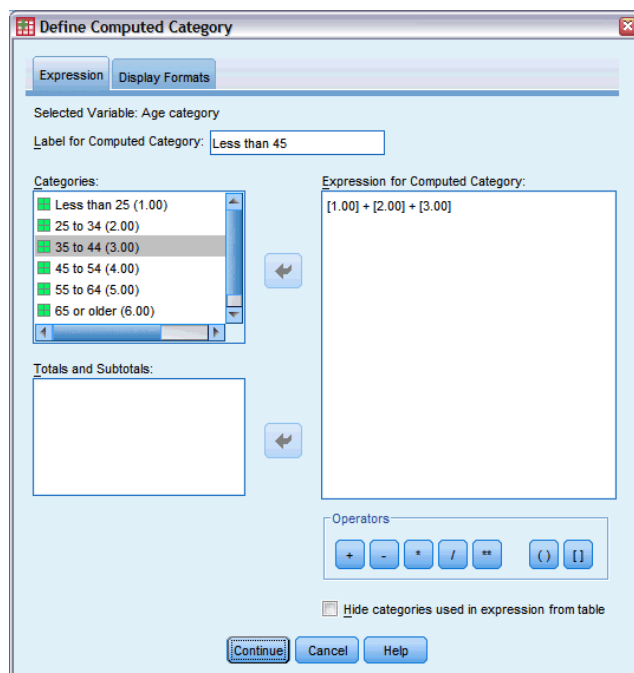 Define Computed Category
Expression
Display Formats
Selected Variable: Age category
Label for Computed Category: Less than 45
Categories:
Less than 25 (1.00)
25 to 34 (2.00)
35 to 44 (3.00)
45 to 54 (4.00)
55 to 64 (5.00)
65 or older (6.00)
Expression for Computed Category:
[1.00] + [2.00] + [3.00]
Totals and Subtotals:
Operators
+ - * / ** ( ) [ ]
Hide categories used in expression from table
Continue Cancel Help